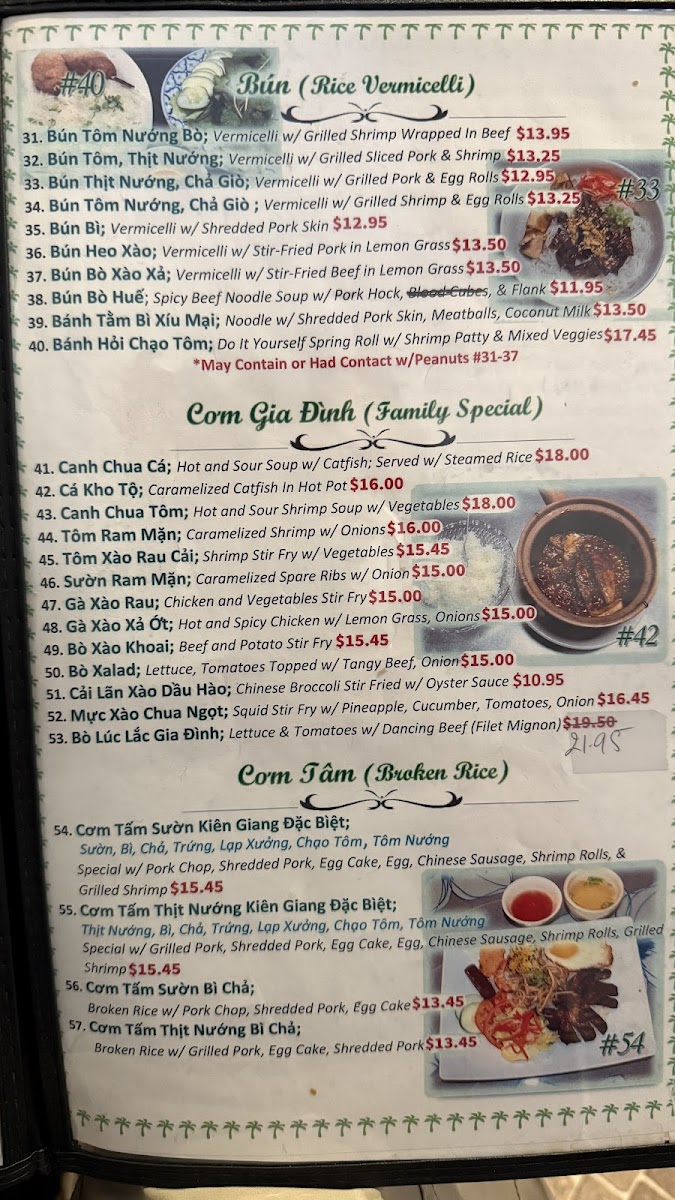 #40
Bún (Rice Vermicelli)
31. Bún Tôm Nướng Bò; Vermicelli w/ Grilled Shrimp Wrapped In Beef $13.95
32. Bún Tôm, Thịt Nướng; Vermicelli w/ Grilled Sliced Pork & Shrimp $13.25
33. Bún Thịt Nướng, Chả Giò; Vermicelli w/ Grilled Pork & Egg Rolls $12.95
#33
34. Bún Tôm Nướng, Chả Giò ; Vermicelli w/ Grilled Shrimp & Egg Rolls $13.25
35. Bún Bì; Vermicelli w/ Shredded Pork Skin $12.95
36. Bún Heo Xào; Vermicelli w/ Stir-Fried Pork in Lemon Grass $13.50
37. Bún Bò Xào Xả; Vermicelli w/ Stir-Fried Beef in Lemon Grass $13.50
38. Bún Bò Huế; Spicy Beef Noodle Soup w/ Pork Hock, Blood Cubes, & Flank $11.95
39. Bánh Tằm Bì Xíu Mại; Noodle w/ Shredded Pork Skin, Meatballs, Coconut Milk $13.50
40. Bánh Hỏi Chạo Tôm; Do It Yourself Spring Roll w/ Shrimp Patty & Mixed Veggies $17.45
*May Contain or Had Contact w/Peanuts #31-37
Cơm Gia Đình (Family Special)
41. Canh Chua Cá; Hot and Sour Soup w/ Catfish; Served w/ Steamed Rice $18.00
42. Cá Kho Tộ; Caramelized Catfish In Hot Pot $16.00
43. Canh Chua Tôm; Hot and Sour Shrimp Soup w/ Vegetables $18.00
44. Tôm Ram Mặn; Caramelized Shrimp w/ Onions $16.00
45. Tôm Xào Rau Cải; Shrimp Stir Fry w/ Vegetables $15.45
46. Sườn Ram Mặn; Caramelized Spare Ribs w/ Onion $15.00
47. Gà Xào Rau; Chicken and Vegetables Stir Fry $15.00
48. Gà Xào Xả Ớt; Hot and Spicy Chicken w/ Lemon Grass, Onions $15.00
#42
49. Bò Xào Khoai; Beef and Potato Stir Fry $15.45
50. Bò Xalad; Lettuce, Tomatoes Topped w/ Tangy Beef, Onion $15.00
51. Cải Lãn Xào Dầu Hào; Chinese Broccoli Stir Fried w/ Oyster Sauce $10.95
52. Mực Xào Chua Ngọt; Squid Stir Fry w/ Pineapple, Cucumber, Tomatoes, Onion $16.45
53. Bò Lúc Lắc Gia Đình; Lettuce & Tomatoes w/ Dancing Beef (Filet Mignon) $19.50
21.95
Cơm Tâm (Broken Rice)
54. Cơm Tấm Sườn Kiên Giang Đặc Biệt;
Sườn, Bì, Chả, Trứng, Lạp Xưởng, Chạo Tôm, Tôm Nướng
Special w/ Pork Chop, Shredded Pork, Egg Cake, Egg, Chinese Sausage, Shrimp Rolls, &
Grilled Shrimp $15.45
55. Cơm Tấm Thịt Nướng Kiên Giang Đặc Biệt;
Thịt Nướng, Bì, Chả, Trứng, Lạp Xưởng, Chạo Tôm, Tôm Nướng
Special w/ Grilled Pork, Shredded Pork, Egg Cake, Egg, Chinese Sausage, Shrimp Rolls, Grilled
Shrimp $15.45
56. Cơm Tấm Sườn Bì Chả;
Broken Rice w/ Pork Chop, Shredded Pork, Egg Cake $13.45
57. Cơm Tấm Thịt Nướng Bì Chả;
Broken Rice w/ Grilled Pork, Egg Cake, Shredded Pork $13.45
#54